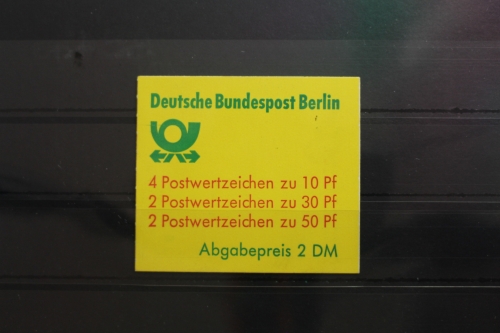 Deutsche Bundespost Berlin
4 Postwertzeichen zu 10 Pf
2 Postwertzeichen zu 30 Pf
2 Postwertzeichen zu 50 Pf
Abgabepreis 2 DM